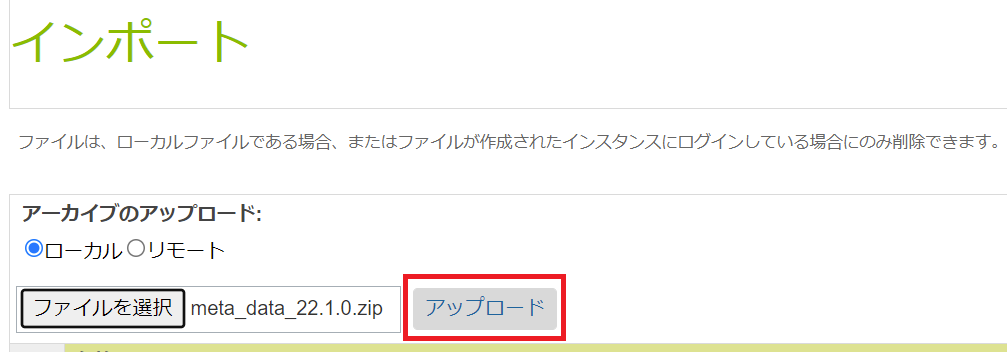 インポート
ファイルは、ローカルファイルである場合、またはファイルが作成されたインスタンスにログインしている場合にのみ削除できます。
アーカイブのアップロード:
ローカル リモート
ファイルを選択 meta_data_22.1.0.zip アップロード